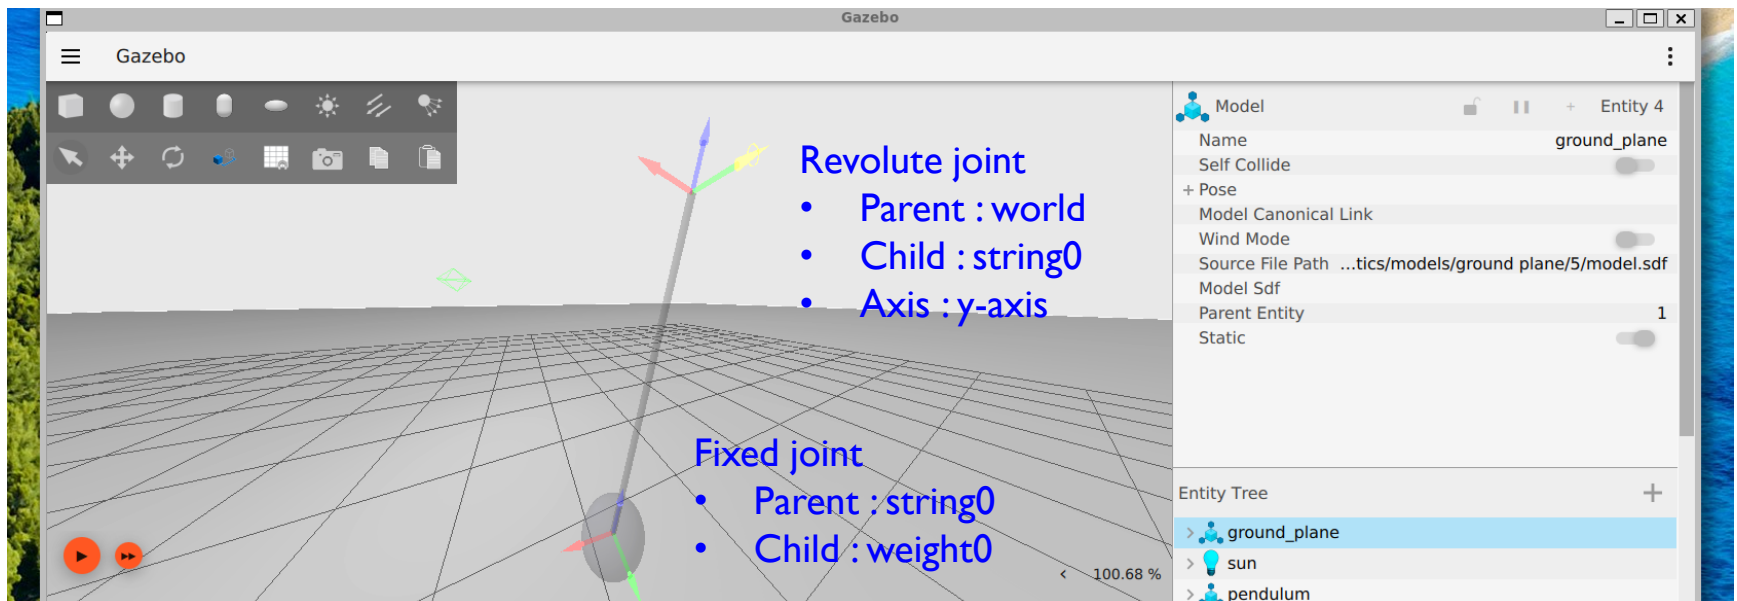 Gazebo
Gazebo
Revolute joint
• Parent : world
• Child : string0
• Axis : y-axis
Fixed joint
• Parent : string0
• Child : weight0
< 100.68 %
Model + Entity 4
Name ground_plane
Self Collide
+ Pose
Model Canonical Link
Wind Mode
Source File Path ...tics/models/ground plane/5/model.sdf
Model Sdf
Parent Entity 1
Static
Entity Tree +
> ground_plane
> sun
> pendulum